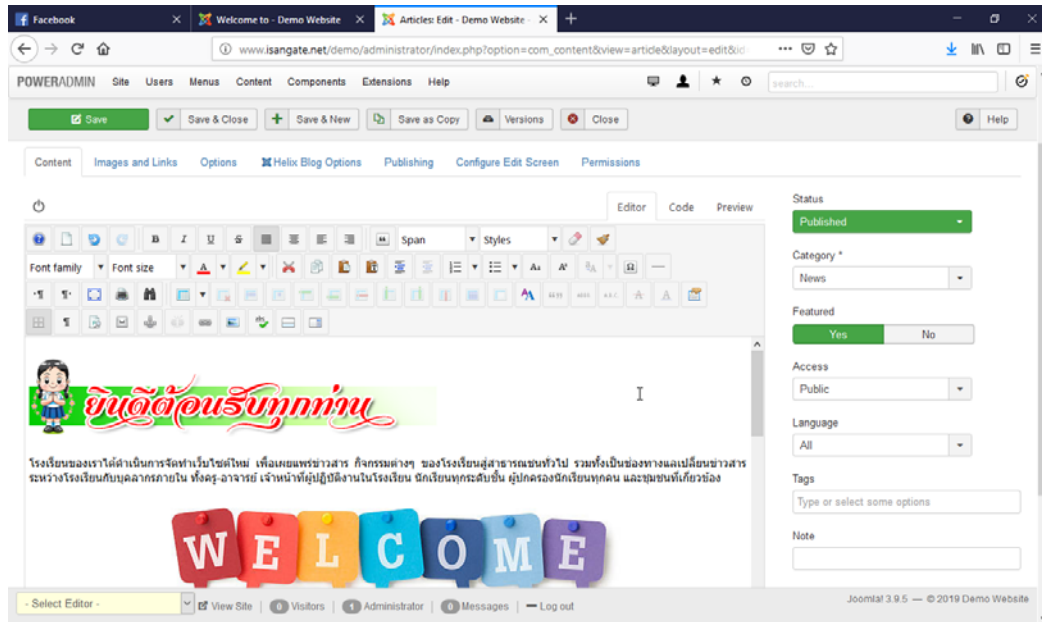 Facebook
Welcome to - Demo Website
Articles: Edit - Demo Website -
www.isangate.net/demo/administrator/index.php?option=com_content&view=article&layout=edit&id
POWERADMIN Site Users Menus Content Components Extensions Help
search...
Save Save & Close Save & New Save as Copy Versions Close Help
Content Images and Links Options Helix Blog Options Publishing Configure Edit Screen Permissions
Editor Code Preview
Span Styles
Font family Font size
Status
Published
Category *
News
Featured
Yes No
Access
Public
Language
All
Tags
Type or select some options
Note
ยินดีต้อนรับทุกท่าน
โรงเรียนของเราได้ดำเนินการจัดทำเว็บไซต์ใหม่ เพื่อเผยแพร่ข่าวสาร กิจกรรมต่างๆ ของโรงเรียนสู่สาธารณชนทั่วไป รวมทั้งเป็นช่องทางแลเปลี่ยนข่าวสาร
ระหว่างโรงเรียนกับบุคลากรภายใน ทั้งครู-อาจารย์ เจ้าหน้าที่ผู้ปฏิบัติงานในโรงเรียน นักเรียนทุกระดับชั้น ผู้ปกครองนักเรียนทุกคน และชุมชนที่เกี่ยวข้อง
WELCOME
- Select Editor - View Site | 0 Visitors | 1 Administrator | 0 Messages | Log out
Joomla! 3.9.5 — © 2019 Demo Website